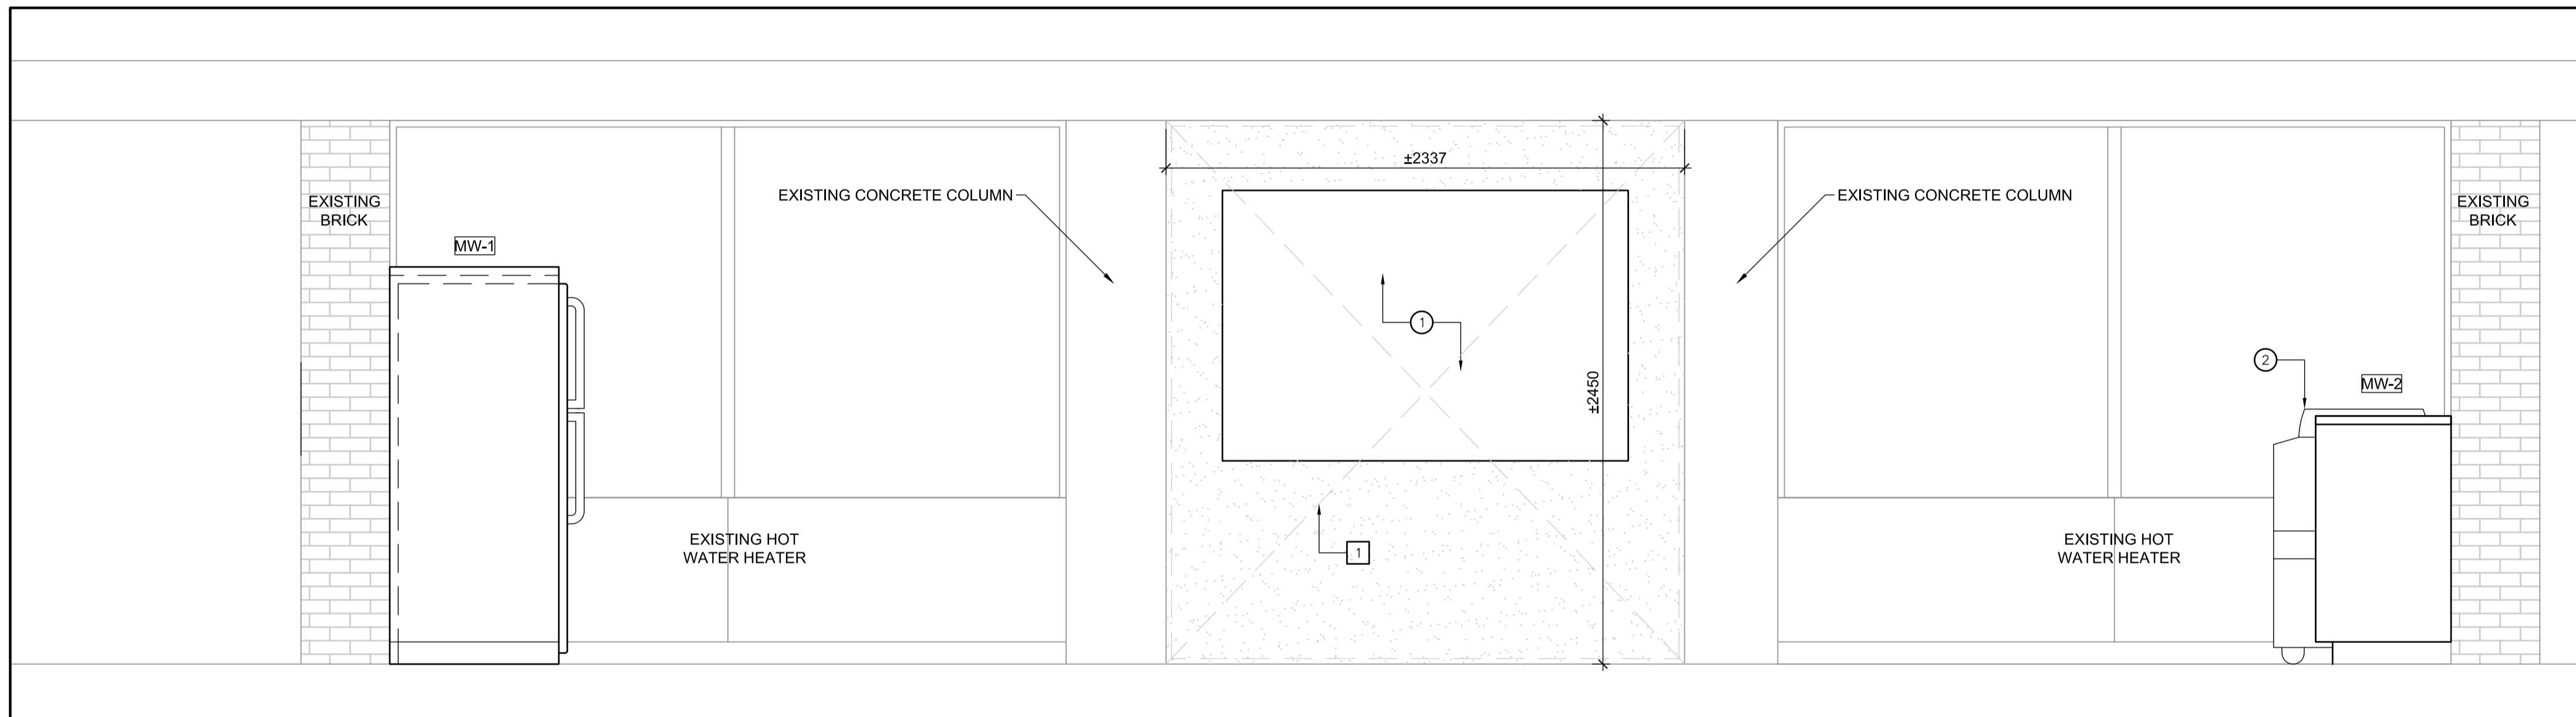 EXISTING
BRICK
MW-1
EXISTING CONCRETE COLUMN
±2337
EXISTING CONCRETE COLUMN
EXISTING
BRICK
1
2
MW-2
±2450
EXISTING HOT
WATER HEATER
1
EXISTING HOT
WATER HEATER